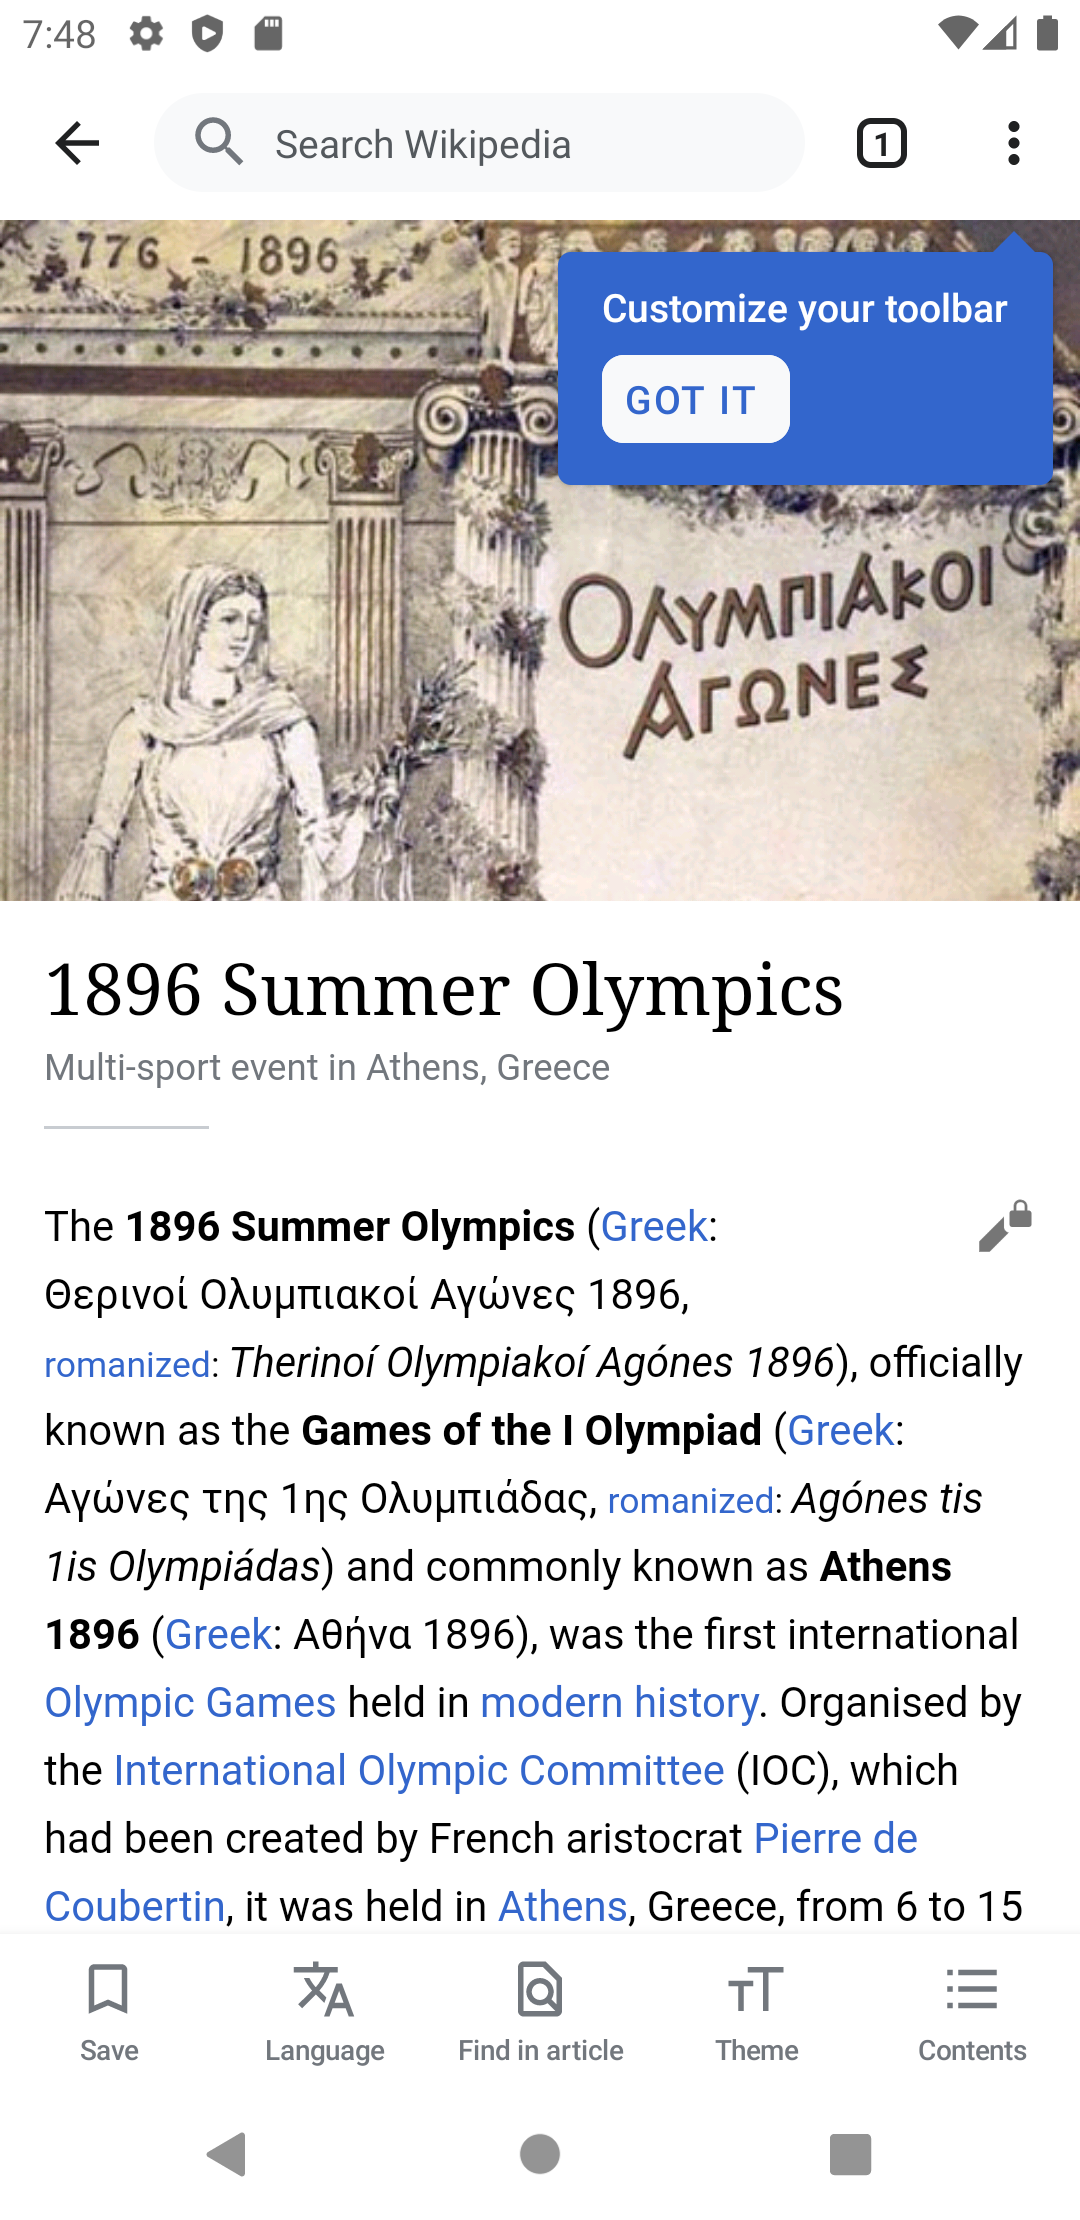 7:48
Search Wikipedia
1
776 - 1896
Customize your toolbar
GOT IT
ΟΛΥΜΠΙΑΚΟΙ
ΑΓΩΝΕΣ
1896 Summer Olympics
Multi-sport event in Athens, Greece
The 1896 Summer Olympics (Greek:
Θερινοί Ολυμπιακοί Αγώνες 1896,
romanized: Therinoí Olympiakoí Agónes 1896), officially
known as the Games of the I Olympiad (Greek:
Αγώνες της 1ης Ολυμπιάδας, romanized: Agónes tis
1is Olympiádas) and commonly known as Athens
1896 (Greek: Αθήνα 1896), was the first international
Olympic Games held in modern history. Organised by
the International Olympic Committee (IOC), which
had been created by French aristocrat Pierre de
Coubertin, it was held in Athens, Greece, from 6 to 15
Save
Language
Find in article
Theme
Contents